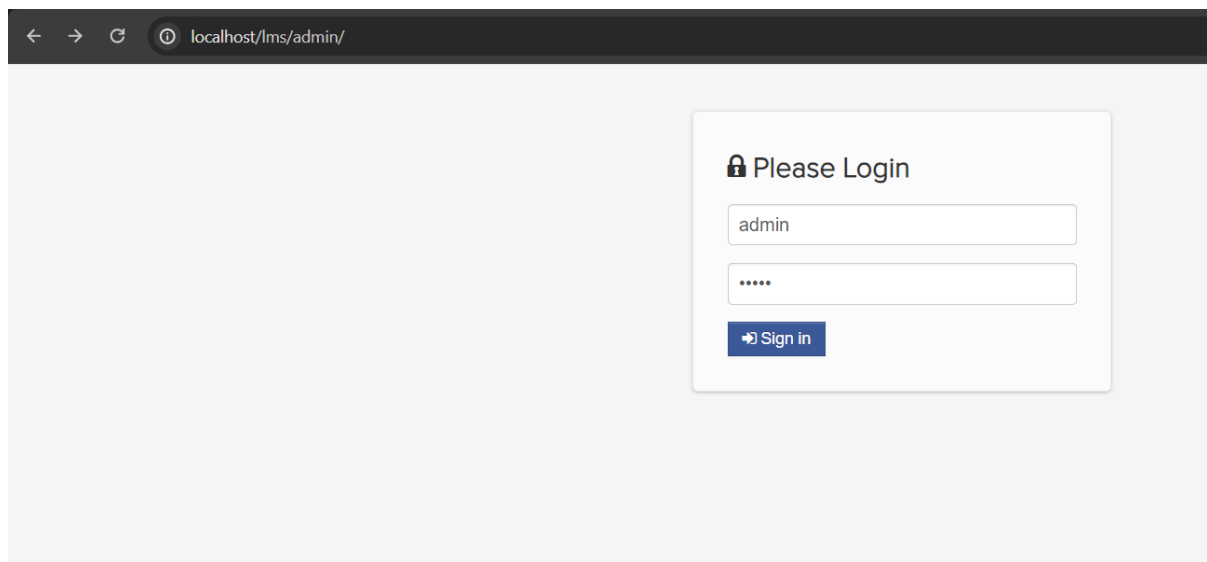 localhost/lms/admin/
Please Login
admin
•••••
Sign in